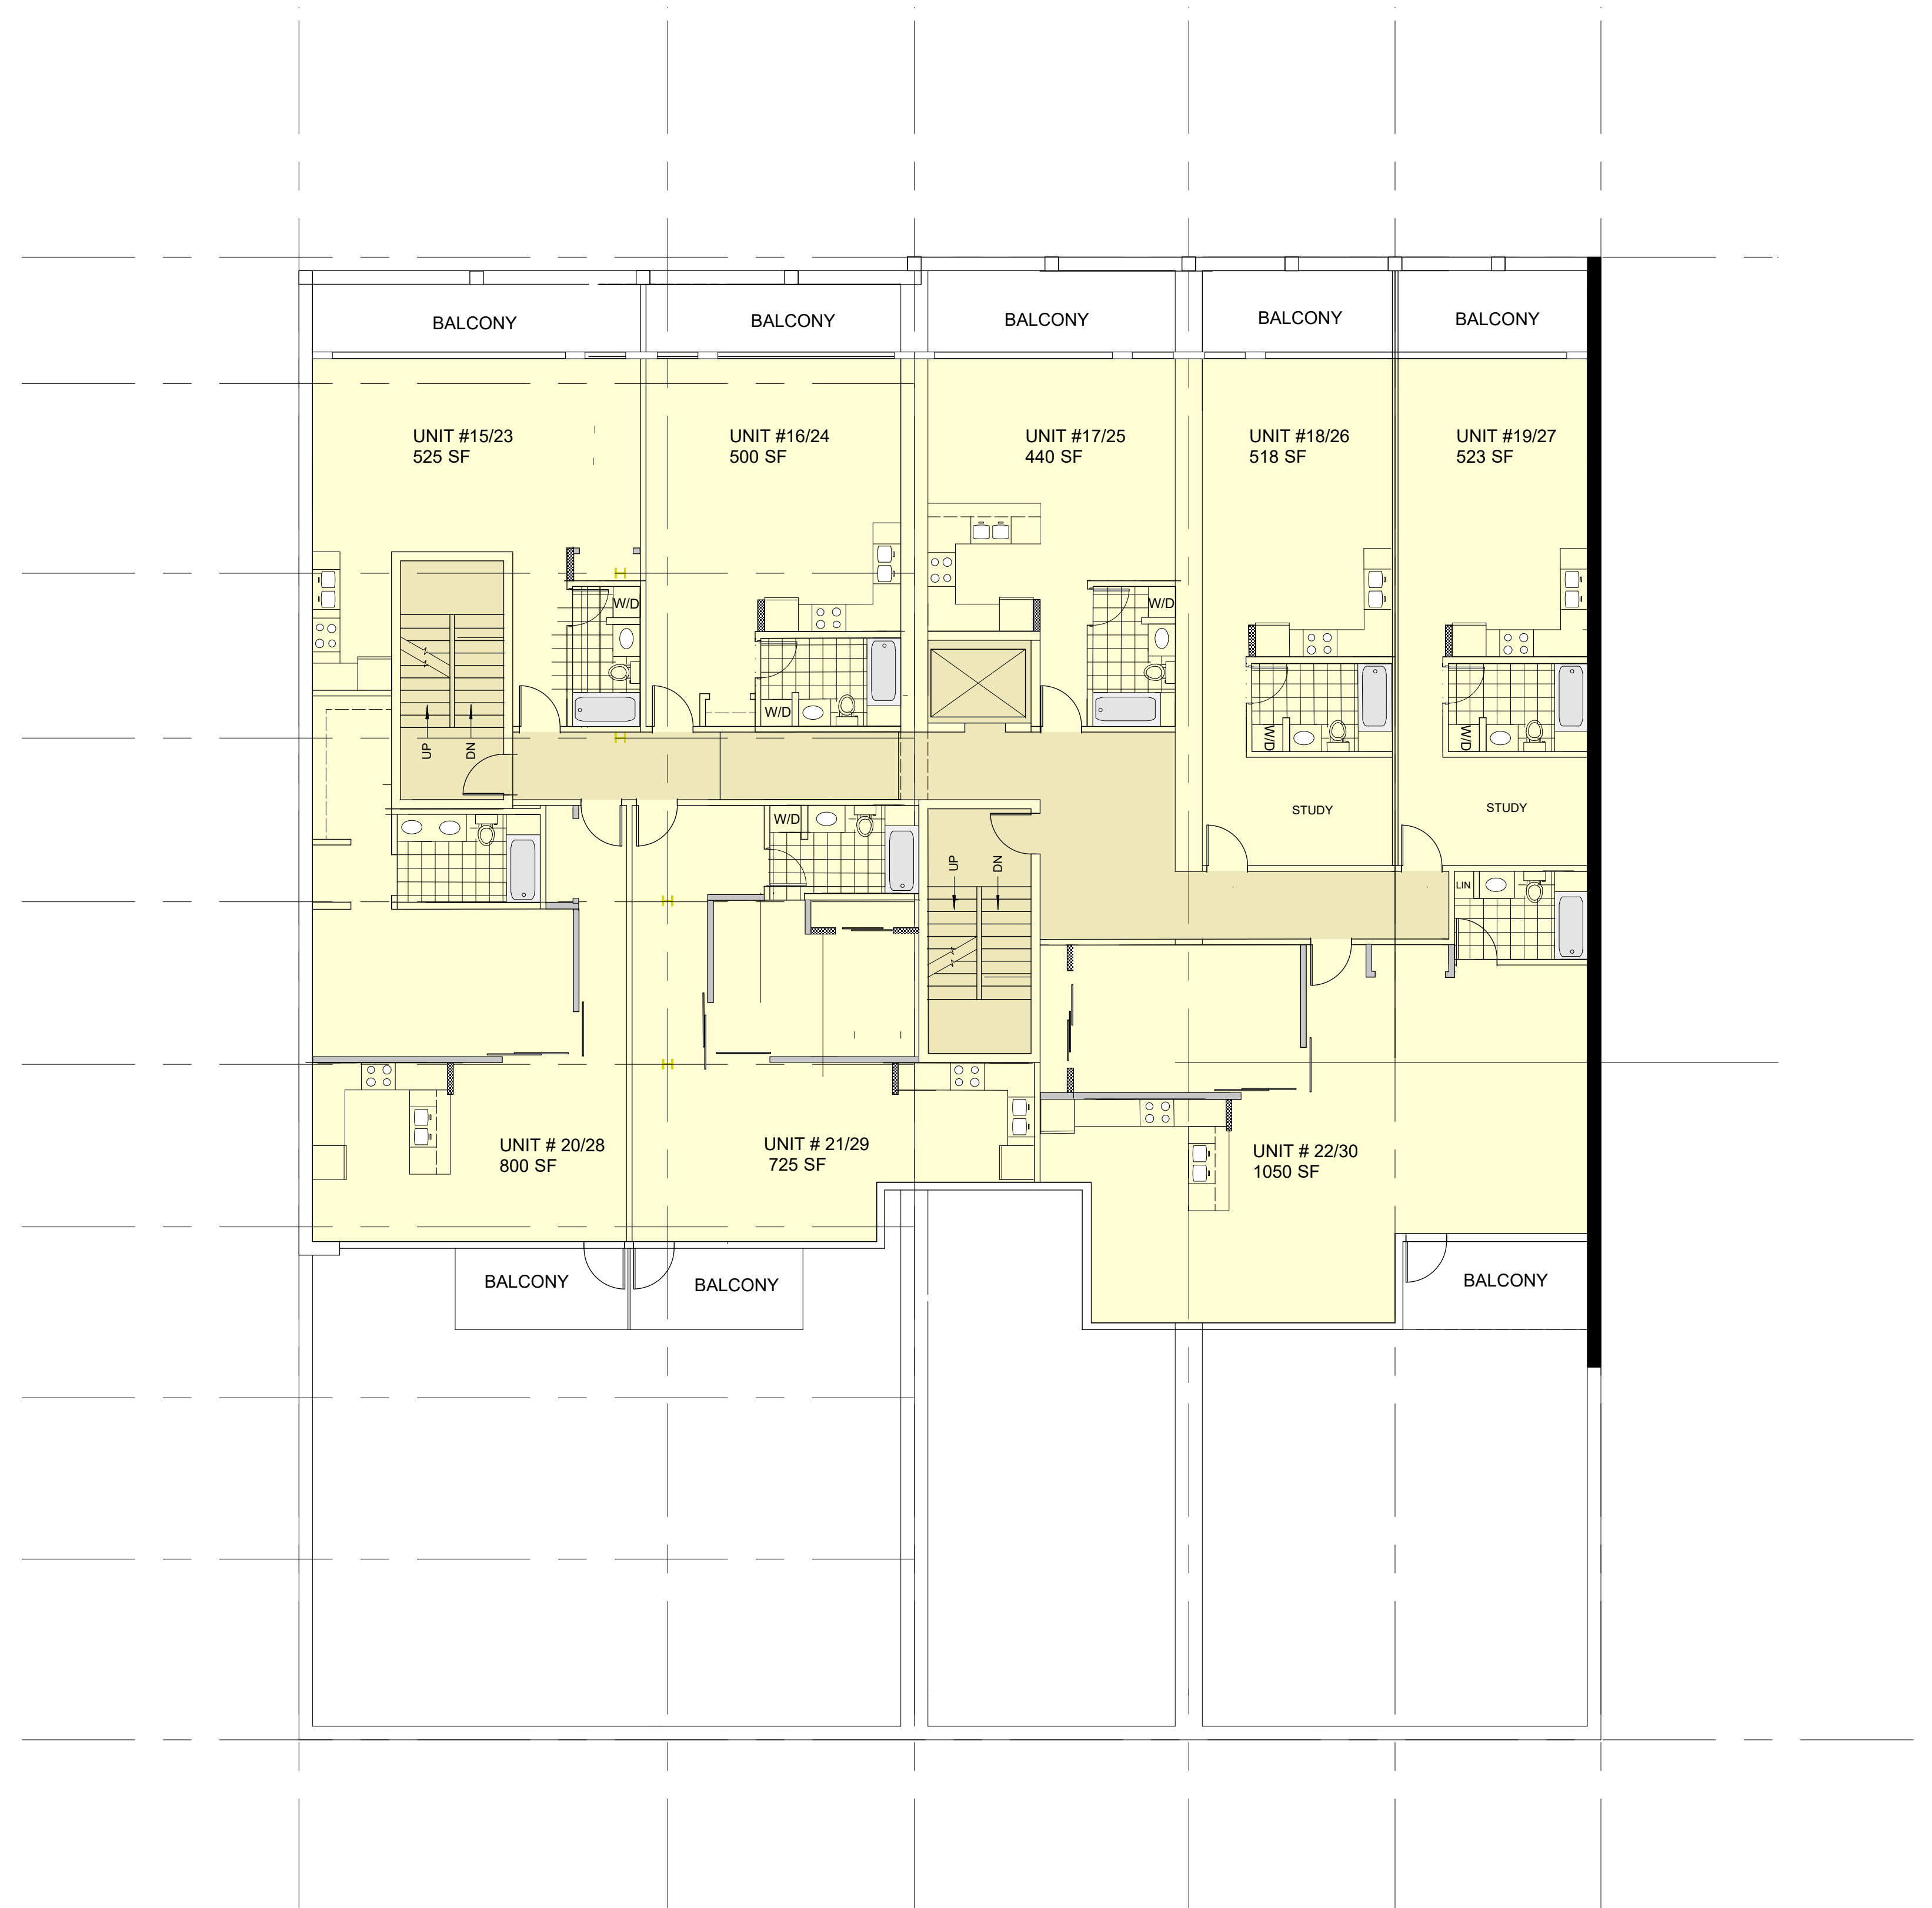 BALCONY
BALCONY
BALCONY
BALCONY
BALCONY
UNIT #15/23
525 SF
UNIT #16/24
500 SF
UNIT #17/25
440 SF
UNIT #18/26
518 SF
UNIT #19/27
523 SF
W/D
W/D
W/D
W/D
W/D
UP
DN
STUDY
STUDY
W/D
UP
DN
LIN
UNIT # 20/28
800 SF
UNIT # 21/29
725 SF
UNIT # 22/30
1050 SF
BALCONY
BALCONY
BALCONY